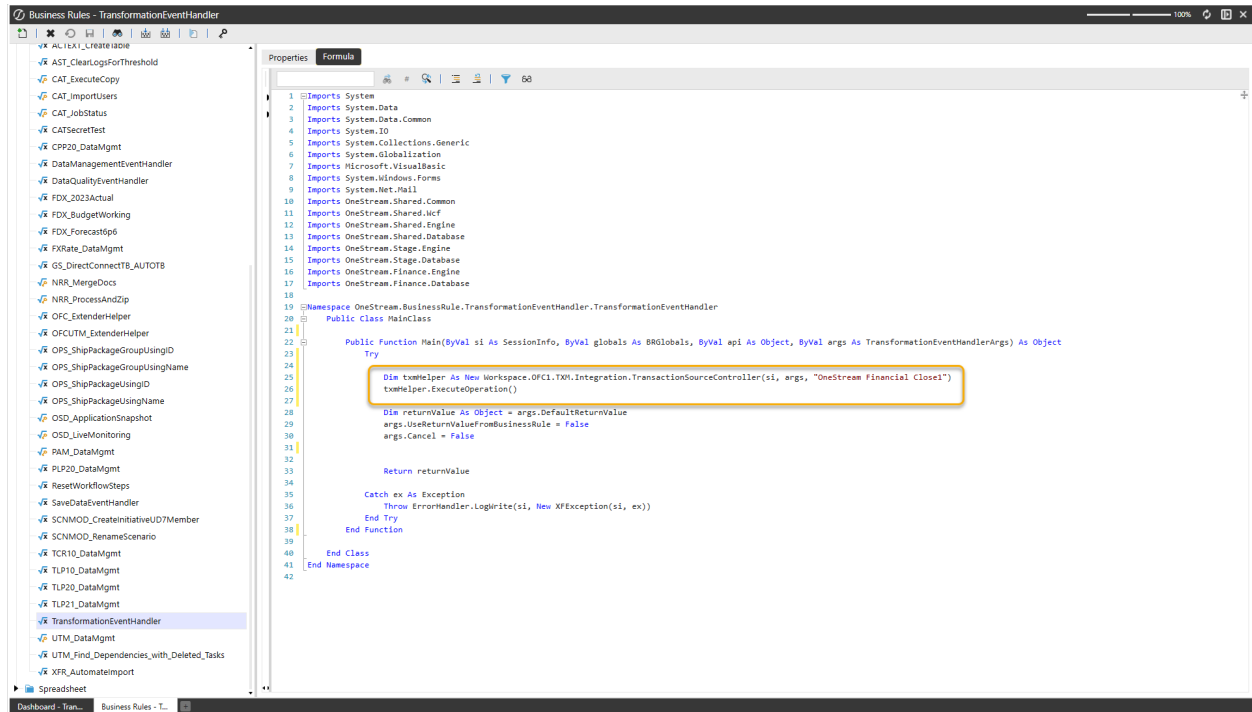 Business Rules - TransformationEventHandler
100%
ACTEXT_CreateTable
AST_ClearLogsForThreshold
CAT_ExecuteCopy
CAT_ImportUsers
CAT_JobStatus
CATSecretTest
CPP20_DataMgmt
DataManagementEventHandler
DataQualityEventHandler
FDX_2023Actual
FDX_BudgetWorking
FDX_Forecast6p6
FXRate_DataMgmt
GS_DirectConnectTB_AUTOTB
NRR_MergeDocs
NRR_ProcessAndZip
OFC_ExtenderHelper
OFCUTM_ExtenderHelper
OPS_ShipPackageGroupUsingID
OPS_ShipPackageGroupUsingName
OPS_ShipPackageUsingID
OPS_ShipPackageUsingName
OSD_ApplicationSnapshot
OSD_LiveMonitoring
PAM_DataMgmt
PLP20_DataMgmt
ResetWorkflowSteps
SaveDataEventHandler
SCNMOD_CreateInitiativeUD7Member
SCNMOD_RenameScenario
TCR10_DataMgmt
TLP10_DataMgmt
TLP20_DataMgmt
TLP21_DataMgmt
TransformationEventHandler
UTM_DataMgmt
UTM_Find_Dependencies_with_Deleted_Tasks
XFR_AutomateImport
Spreadsheet
Properties Formula
1 Imports System
2 Imports System.Data
3 Imports System.Data.Common
4 Imports System.IO
5 Imports System.Collections.Generic
6 Imports System.Globalization
7 Imports Microsoft.VisualBasic
8 Imports System.Windows.Forms
9 Imports System.Net.Mail
10 Imports OneStream.Shared.Common
11 Imports OneStream.Shared.Wcf
12 Imports OneStream.Shared.Engine
13 Imports OneStream.Shared.Database
14 Imports OneStream.Stage.Engine
15 Imports OneStream.Stage.Database
16 Imports OneStream.Finance.Engine
17 Imports OneStream.Finance.Database
18
19 Namespace OneStream.BusinessRule.TransformationEventHandler.TransformationEventHandler
20 Public Class MainClass
21
22 Public Function Main(ByVal si As SessionInfo, ByVal globals As BRGlobals, ByVal api As Object, ByVal args As TransformationEventHandlerArgs) As Object
23 Try
24
25 Dim txmHelper As New Workspace.OFC1.TXM.Integration.TransactionSourceController(si, args, "OneStream Financial Close1")
26 txmHelper.ExecuteOperation()
27
28 Dim returnValue As Object = args.DefaultReturnValue
29 args.UseReturnValueFromBusinessRule = False
30 args.Cancel = False
31
32
33 Return returnValue
34
35 Catch ex As Exception
36 Throw ErrorHandler.LogWrite(si, New XFException(si, ex))
37 End Try
38 End Function
39
40 End Class
41 End Namespace
42
Dashboard - Tran... Business Rules - T...